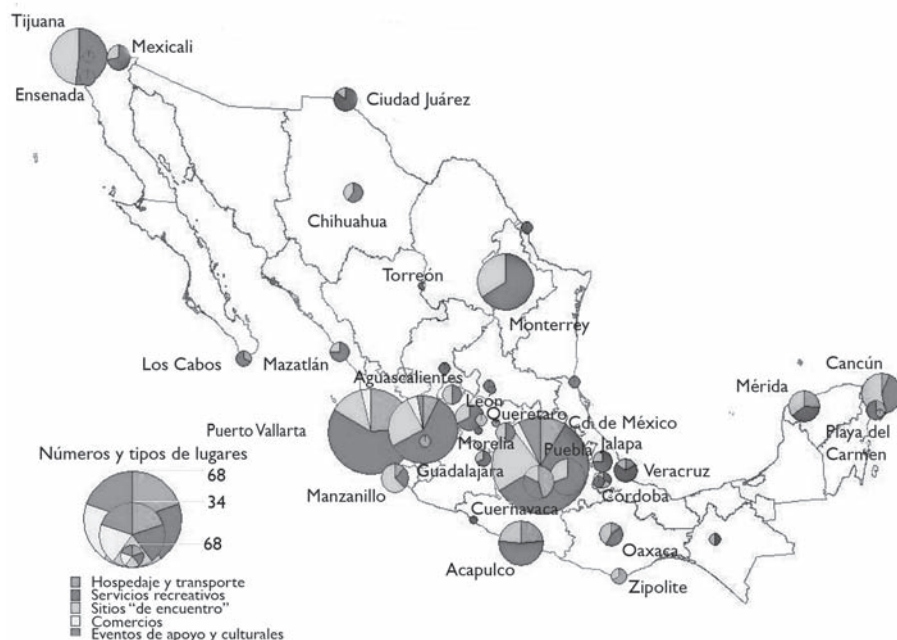 Tijuana
Mexicali
Ensenada
Ciudad Juárez
Chihuahua
Torreón
Monterrey
Los Cabos
Mazatlán
Aguascalientes
León
Querétaro
Cd. de México
Mérida
Cancún
Playa del
Carmen
Puerto Vallarta
Morelia
Puebla
Jalapa
Guadalajara
Veracruz
Manzanillo
Córdoba
Cuernavaca
Acapulco
Oaxaca
Zipolite
Números y tipos de lugares
68
34
68
Hospedaje y transporte
Servicios recreativos
Sitios "de encuentro"
Comercios
Eventos de apoyo y culturales